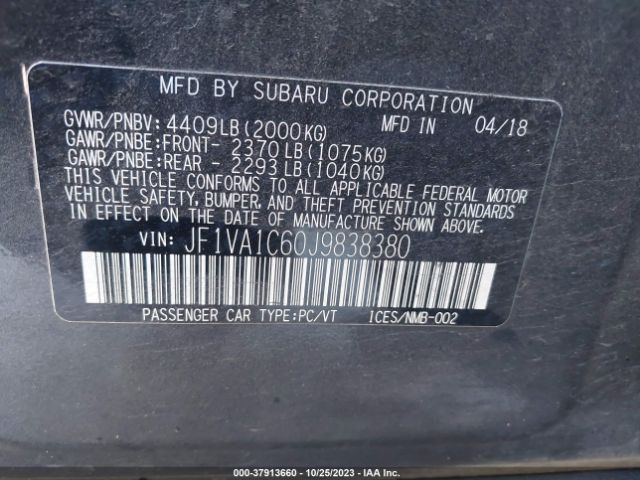 MFD BY SUBARU CORPORATION
GVWR/PNBV: 4409LB(2000KG) MFD IN 04/18
GAWR/PNBE:FRONT- 2370LB(1075KG)
GAWR/PNBE:REAR - 2293LB(1040KG)
THIS VEHICLE CONFORMS TO ALL APPLICABLE FEDERAL MOTOR
VEHICLE SAFETY, BUMPER, AND THEFT PREVENTION STANDARDS
IN EFFECT ON THE DATE OF MANUFACTURE SHOWN ABOVE.
VIN: JF1VA1C60J9838380
PASSENGER CAR TYPE:PC/VT 1CES/NMB-002
000-37913660 - 10/25/2023 - IAA Inc.